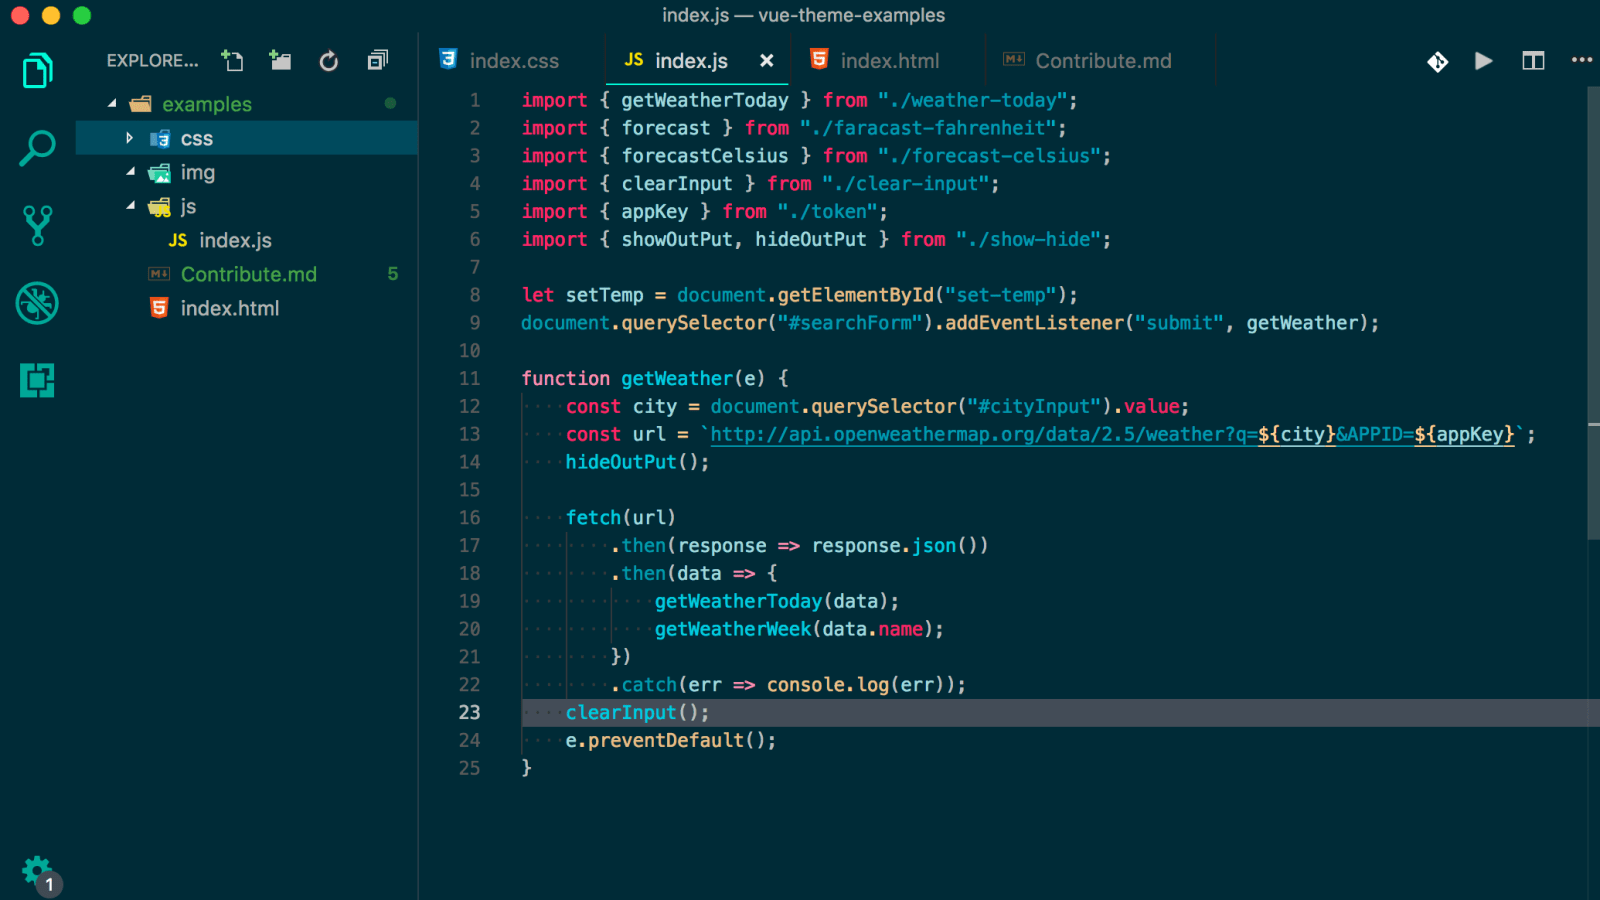 index.js — vue-theme-examples
EXPLORE...
examples
css
img
js
JS index.js
M↓ Contribute.md 5
5 index.html
1
3 index.css
JS index.js ×
5 index.html
M↓ Contribute.md
1 import { getWeatherToday } from "./weather-today";
2 import { forecast } from "./faracast-fahrenheit";
3 import { forecastCelsius } from "./forecast-celsius";
4 import { clearInput } from "./clear-input";
5 import { appKey } from "./token";
6 import { showOutPut, hideOutPut } from "./show-hide";
7
8 let setTemp = document.getElementById("set-temp");
9 document.querySelector("#searchForm").addEventListener("submit", getWeather);
10
11 function getWeather(e) {
12 const city = document.querySelector("#cityInput").value;
13 const url = `http://api.openweathermap.org/data/2.5/weather?q=${city}&APPID=${appKey}`;
14 hideOutPut();
15
16 fetch(url)
17 .then(response => response.json())
18 .then(data => {
19 getWeatherToday(data);
20 getWeatherWeek(data.name);
21 })
22 .catch(err => console.log(err));
23 clearInput();
24 e.preventDefault();
25 }